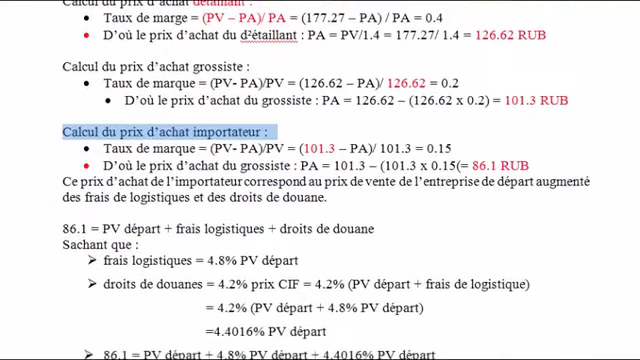 Calcul du prix d'achat détaillant :
• Taux de marge = (PV – PA)/ PA = (177.27 – PA) / PA = 0.4
• D'où le prix d'achat du d²étaillant : PA = PV/1.4 = 177.27/ 1.4 = 126.62 RUB
Calcul du prix d'achat grossiste :
• Taux de marque = (PV- PA)/PV = (126.62 – PA)/ 126.62 = 0.2
• D'où le prix d'achat du grossiste : PA = 126.62 – (126.62 x 0.2) = 101.3 RUB
Calcul du prix d'achat importateur :
• Taux de marque = (PV- PA)/PV = (101.3 – PA)/ 101.3 = 0.15
• D'où le prix d'achat du grossiste : PA = 101.3 – (101.3 x 0.15(= 86.1 RUB
Ce prix d'achat de l'importateur correspond au prix de vente de l'entreprise de départ augmenté
des frais de logistiques et des droits de douane.
86.1 = PV départ + frais logistiques + droits de douane
Sachant que :
➢ frais logistiques = 4.8% PV départ
➢ droits de douanes = 4.2% prix CIF = 4.2% (PV départ + frais de logistique)
= 4.2% (PV départ + 4.8% PV départ)
=4.4016% PV départ
➢ 86.1 = PV départ + 4.8% PV départ + 4.4016% PV départ